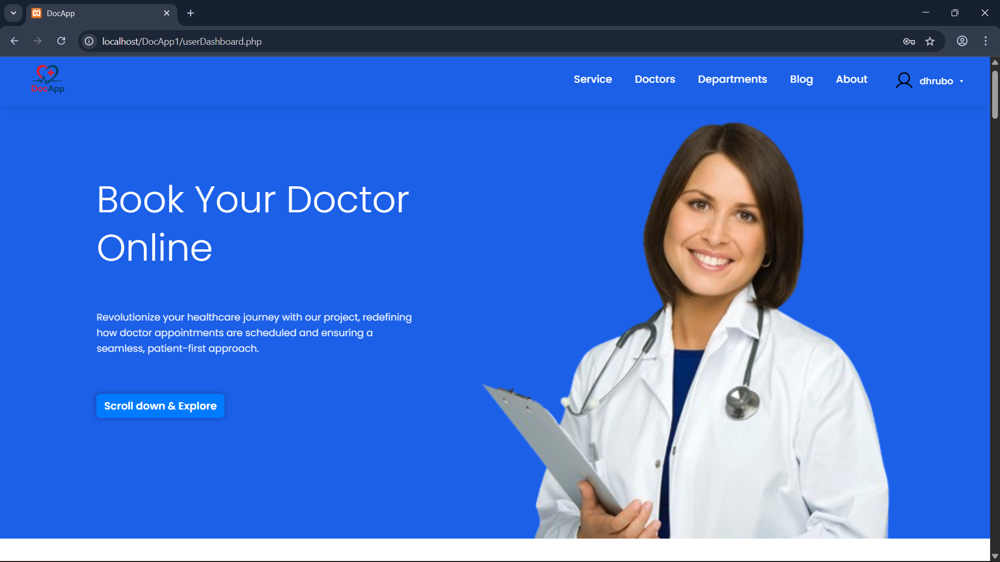 DocApp
localhost/DocApp1/userDashboard.php
DocApp
Service
Doctors
Departments
Blog
About
dhrubo
Book Your Doctor
Online
Revolutionize your healthcare journey with our project, redefining
how doctor appointments are scheduled and ensuring a
seamless, patient-first approach.
Scroll down & Explore